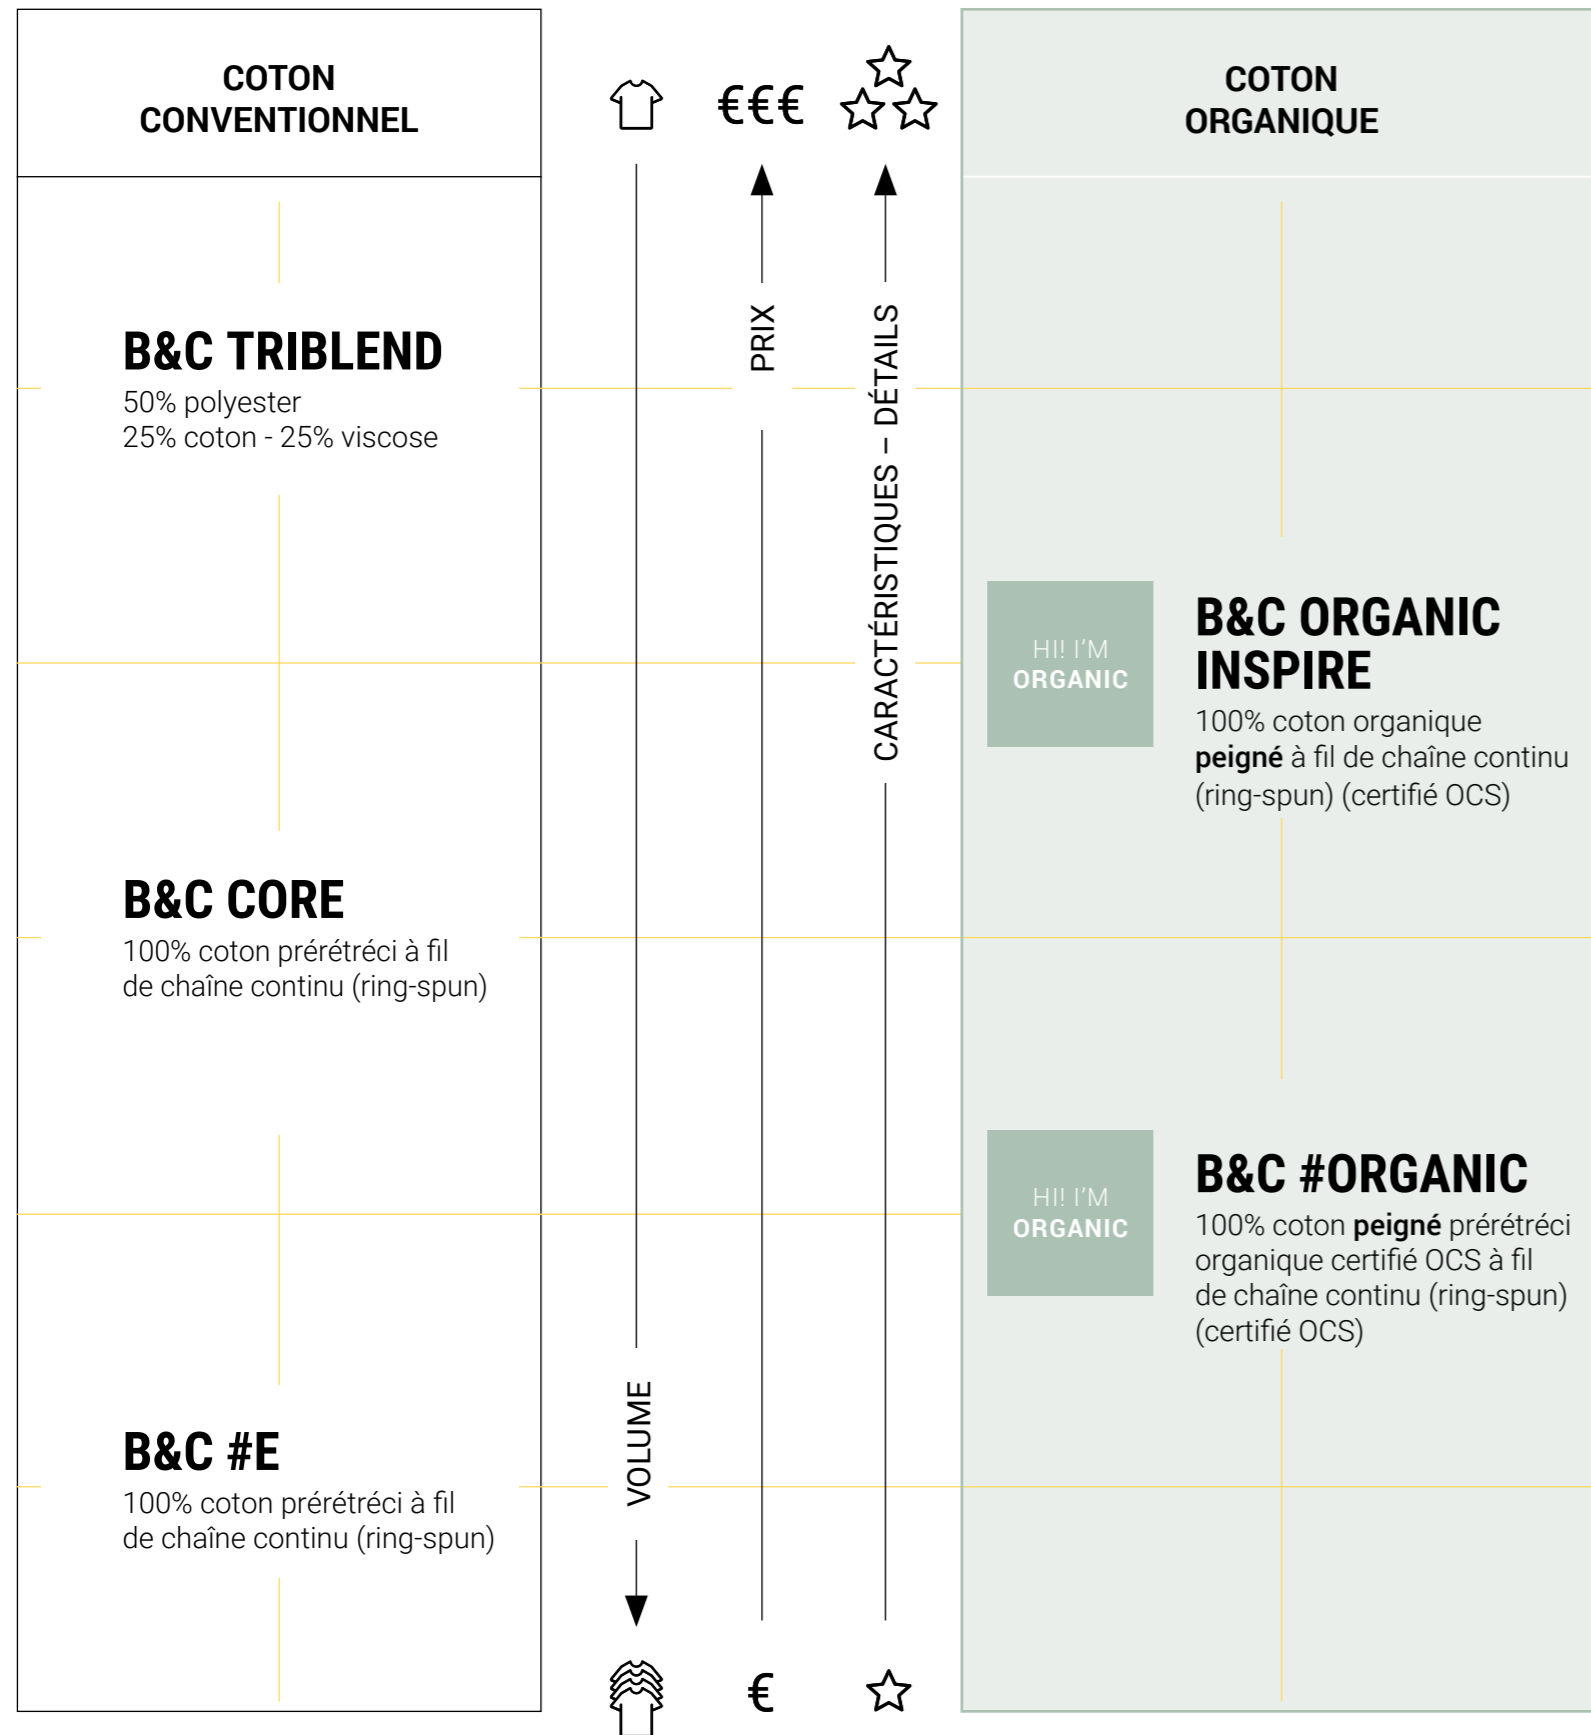 COTON
CONVENTIONNEL
€€€
COTON
ORGANIQUE
B&C TRIBLEND
50% polyester
25% coton - 25% viscose
B&C CORE
100% coton prérétréci à fil
de chaîne continu (ring-spun)
B&C #E
100% coton prérétréci à fil
de chaîne continu (ring-spun)
VOLUME
PRIX
CARACTÉRISTIQUES – DÉTAILS
€
HI! I'M
ORGANIC
B&C ORGANIC
INSPIRE
100% coton organique
peigné à fil de chaîne continu
(ring-spun) (certifié OCS)
HI! I'M
ORGANIC
B&C #ORGANIC
100% coton peigné prérétréci
organique certifié OCS à fil
de chaîne continu (ring-spun)
(certifié OCS)